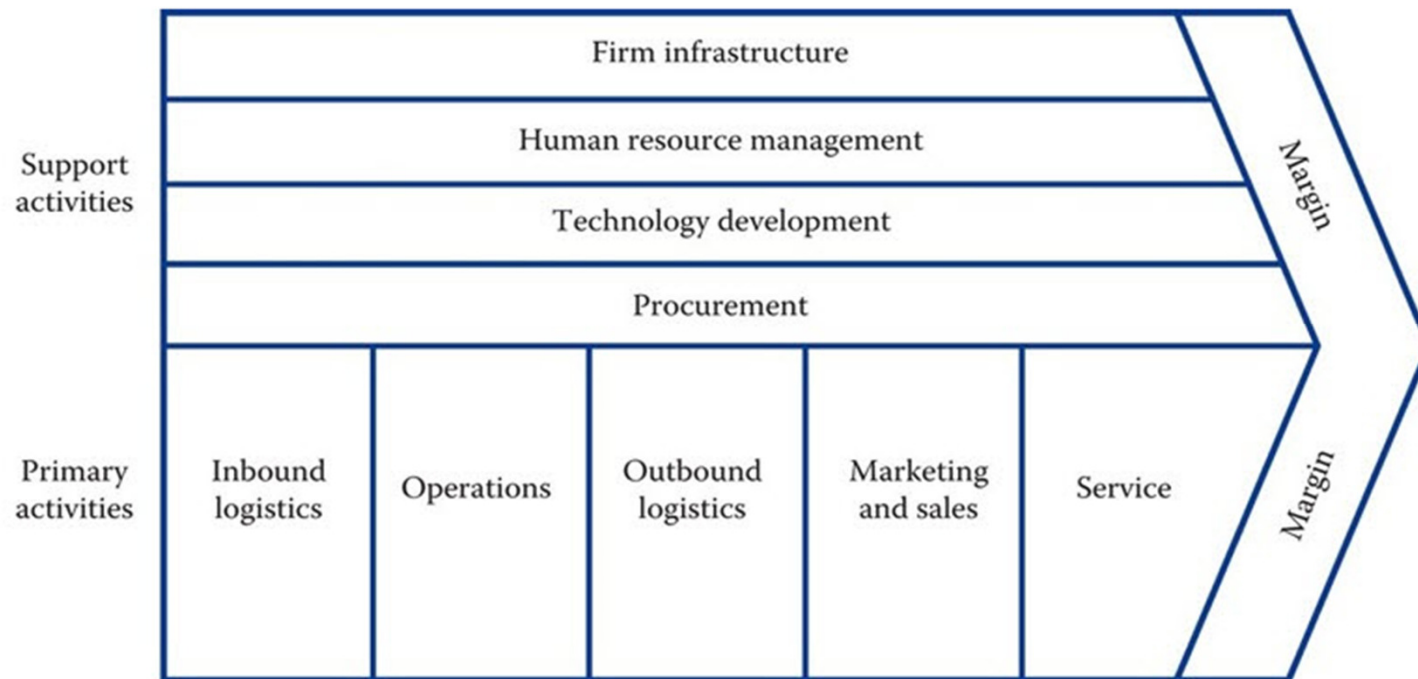 Firm infrastructure
Human resource management
Support
activities
Technology development
Procurement
Margin
Primary
activities
Inbound
logistics
Operations
Outbound
logistics
Marketing
and sales
Service
Margin